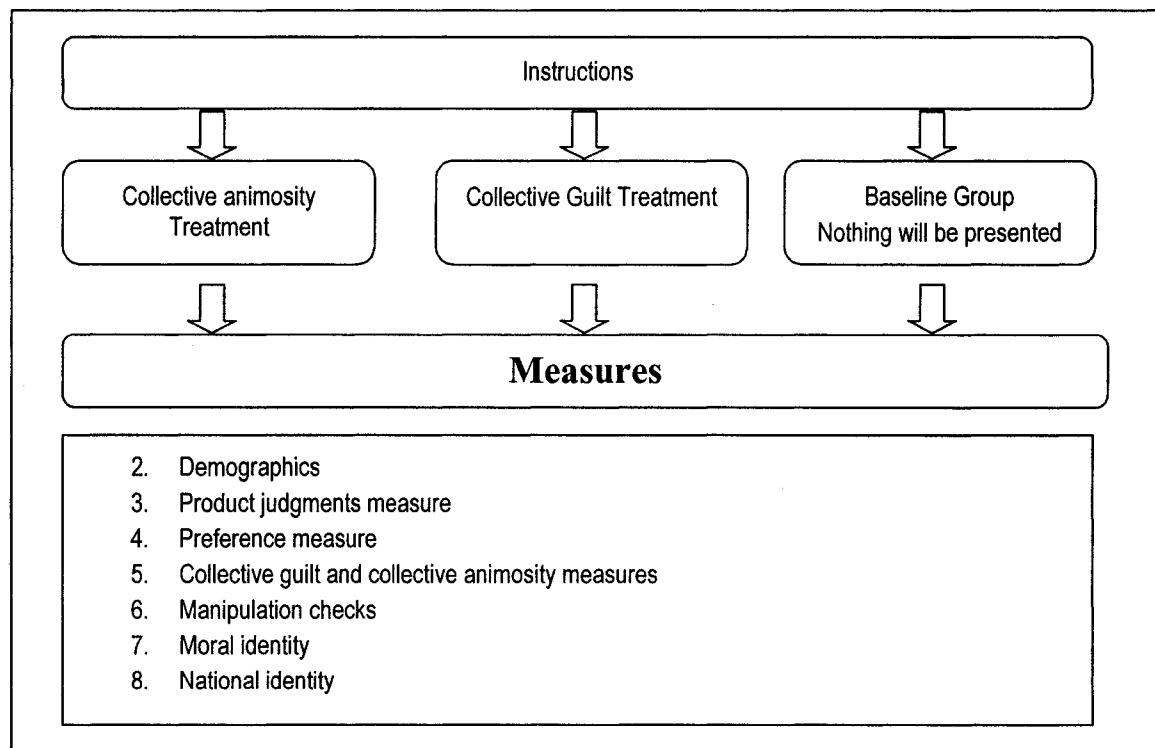 Instructions
Collective animosity
Treatment
Collective Guilt Treatment
Baseline Group
Nothing will be presented
Measures
2. Demographics
3. Product judgments measure
4. Preference measure
5. Collective guilt and collective animosity measures
6. Manipulation checks
7. Moral identity
8. National identity